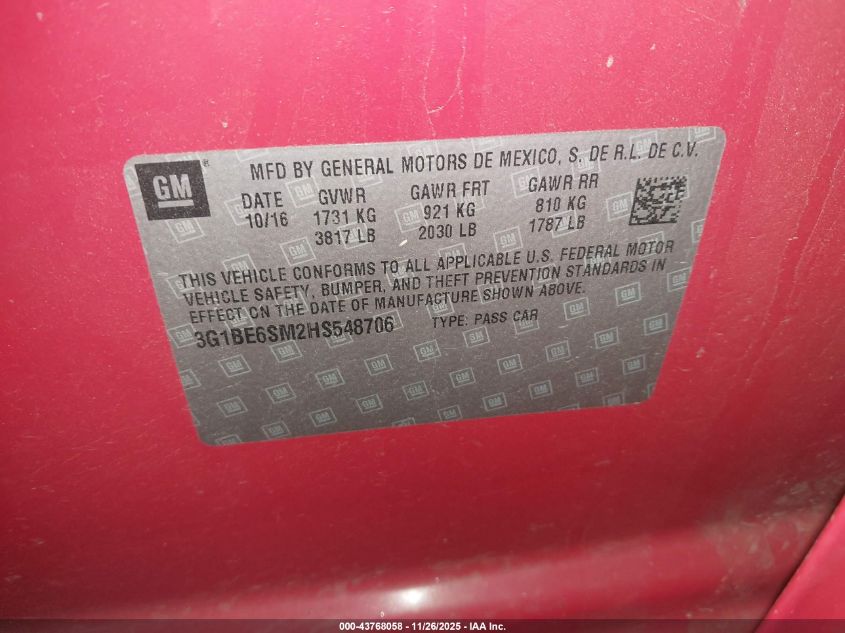 GM
MFD BY GENERAL MOTORS DE MEXICO, S. DE R.L. DE C.V.
DATE GVWR GAWR FRT GAWR RR
10/16 1731 KG 921 KG 810 KG
3817 LB 2030 LB 1787 LB
THIS VEHICLE CONFORMS TO ALL APPLICABLE U.S. FEDERAL MOTOR
VEHICLE SAFETY, BUMPER, AND THEFT PREVENTION STANDARDS IN
EFFECT ON THE DATE OF MANUFACTURE SHOWN ABOVE.
3G1BE6SM2HS548706 TYPE: PASS CAR
000-43768058 - 11/26/2025 - IAA Inc.